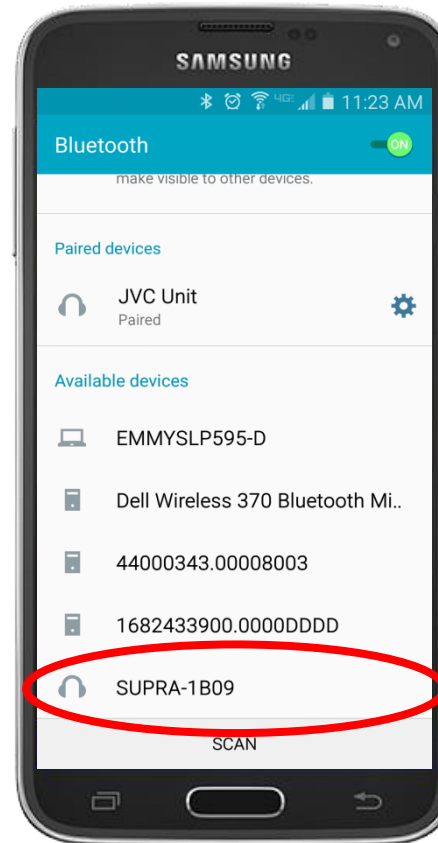 SAMSUNG
4GE 11:23 AM
Bluetooth
ON
make visible to other devices.
Paired devices
JVC Unit
Paired
Available devices
EMMYSLP595-D
Dell Wireless 370 Bluetooth Mi..
44000343.00008003
1682433900.0000DDDD
SUPRA-1B09
SCAN